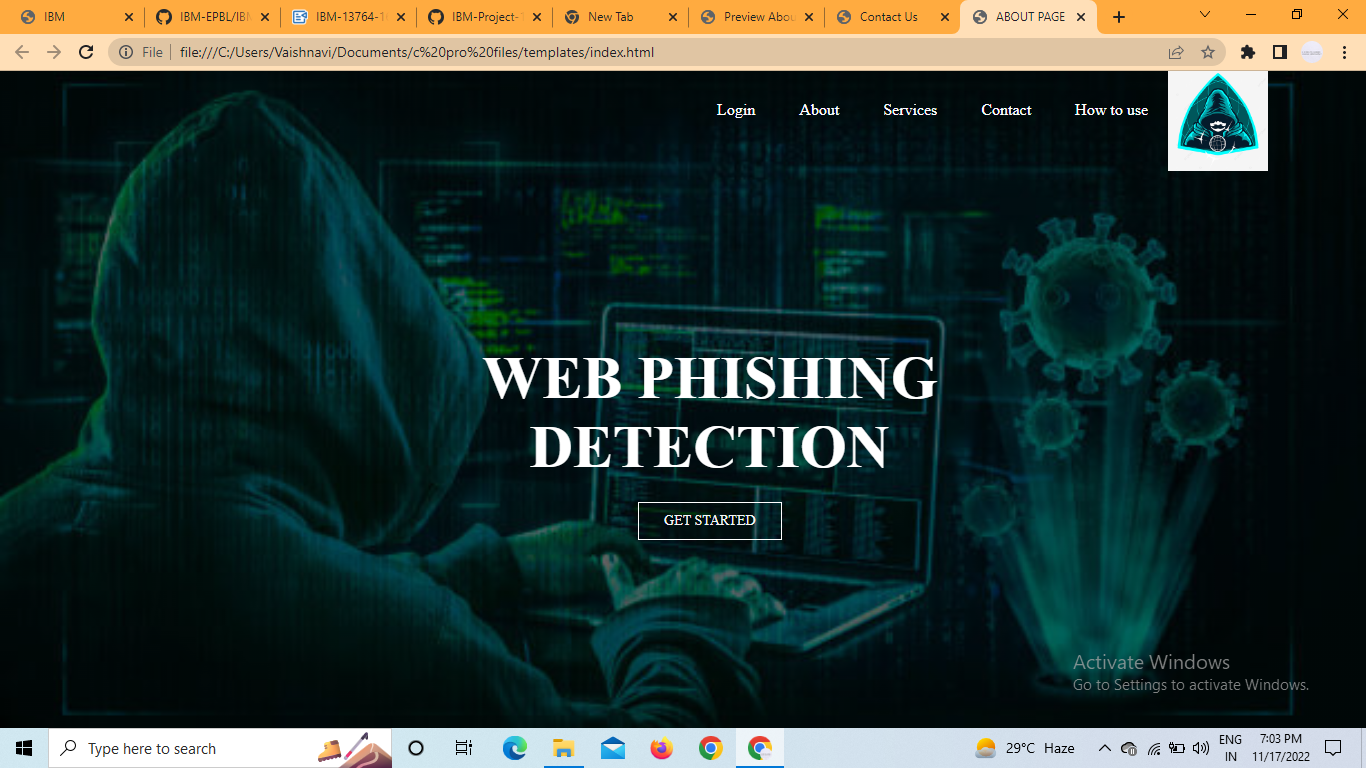 IBM
IBM-EPBL/IBM
IBM-13764-16
IBM-Project-1
New Tab
Preview Abou
Contact Us
ABOUT PAGE
File
file:///C:/Users/Vaishnavi/Documents/c%20pro%20files/templates/index.html
Login
About
Services
Contact
How to use
WEB PHISHING
DETECTION
GET STARTED
Activate Windows
Go to Settings to activate Windows.
Type here to search
29°C Haze
ENG
IN
7:03 PM
11/17/2022